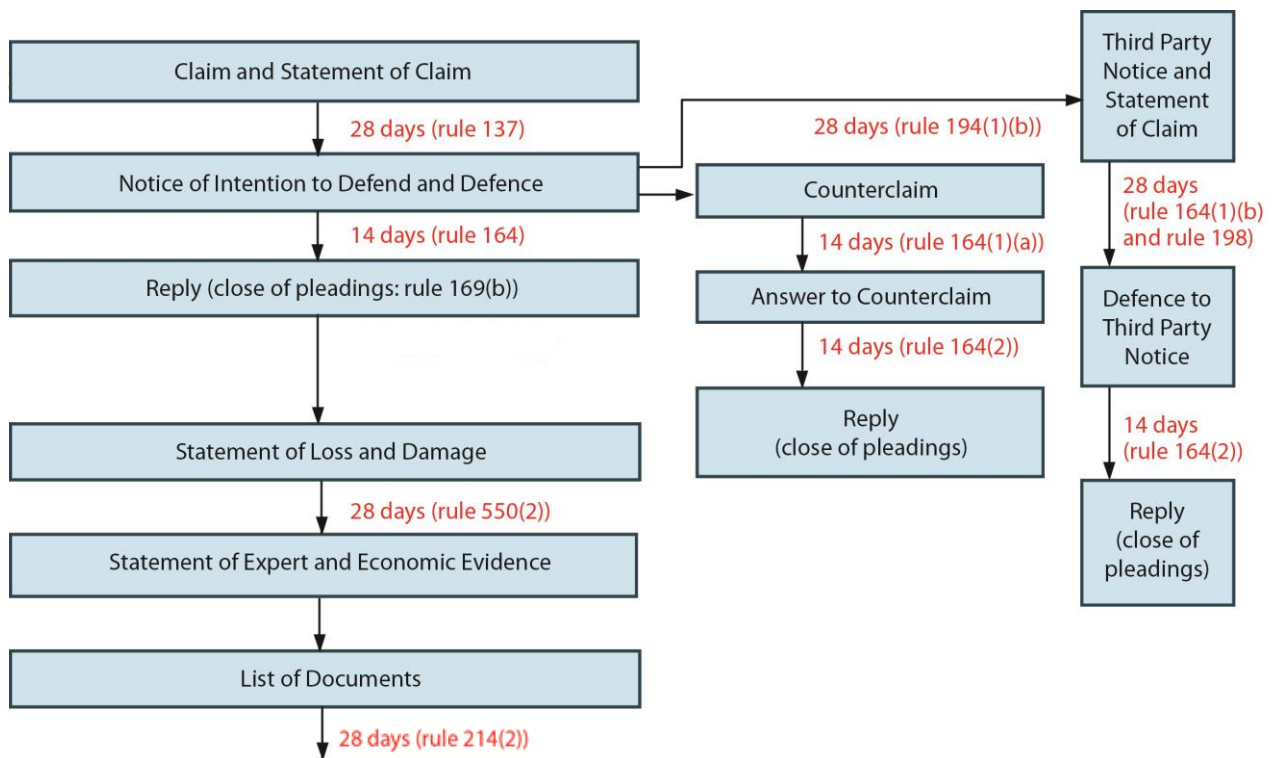 Claim and Statement of Claim
28 days (rule 137)
Notice of Intention to Defend and Defence
14 days (rule 164)
Reply (close of pleadings: rule 169(b))
Statement of Loss and Damage
28 days (rule 550(2))
Statement of Expert and Economic Evidence
List of Documents
28 days (rule 214(2))
28 days (rule 194(1)(b))
Counterclaim
14 days (rule 164(1)(a))
Answer to Counterclaim
14 days (rule 164(2))
Reply
(close of pleadings)
Third Party
Notice and
Statement
of Claim
28 days
(rule 164(1)(b)
and rule 198)
Defence to
Third Party
Notice
14 days
(rule 164(2))
Reply
(close of
pleadings)